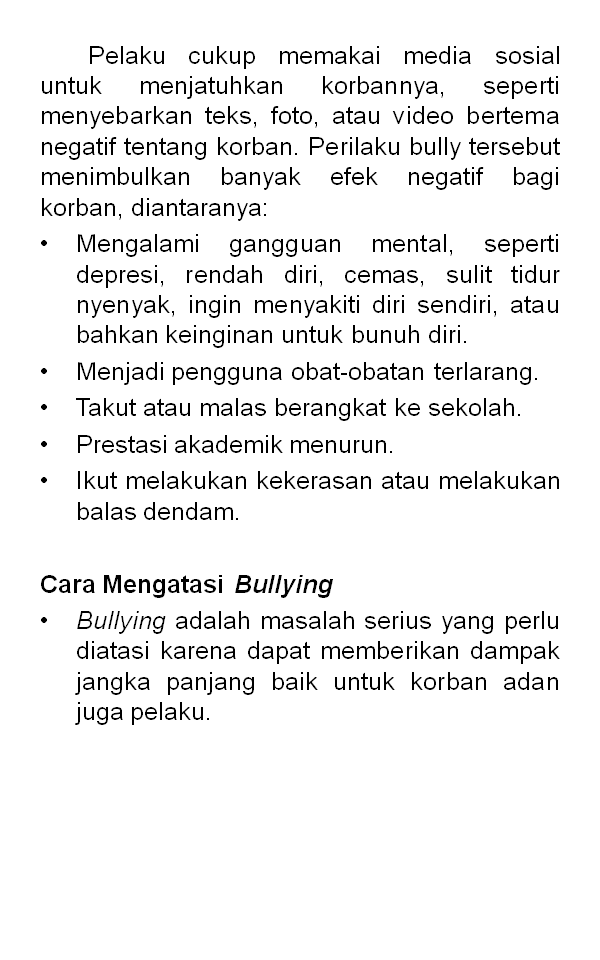 Pelaku cukup memakai media sosial
untuk menjatuhkan korbannya, seperti
menyebarkan teks, foto, atau video bertema
negatif tentang korban. Perilaku bully tersebut
menimbulkan banyak efek negatif bagi
korban, diantaranya:
• Mengalami gangguan mental, seperti
depresi, rendah diri, cemas, sulit tidur
nyenyak, ingin menyakiti diri sendiri, atau
bahkan keinginan untuk bunuh diri.
• Menjadi pengguna obat-obatan terlarang.
• Takut atau malas berangkat ke sekolah.
• Prestasi akademik menurun.
• Ikut melakukan kekerasan atau melakukan
balas dendam.
Cara Mengatasi Bullying
• Bullying adalah masalah serius yang perlu
diatasi karena dapat memberikan dampak
jangka panjang baik untuk korban adan
juga pelaku.